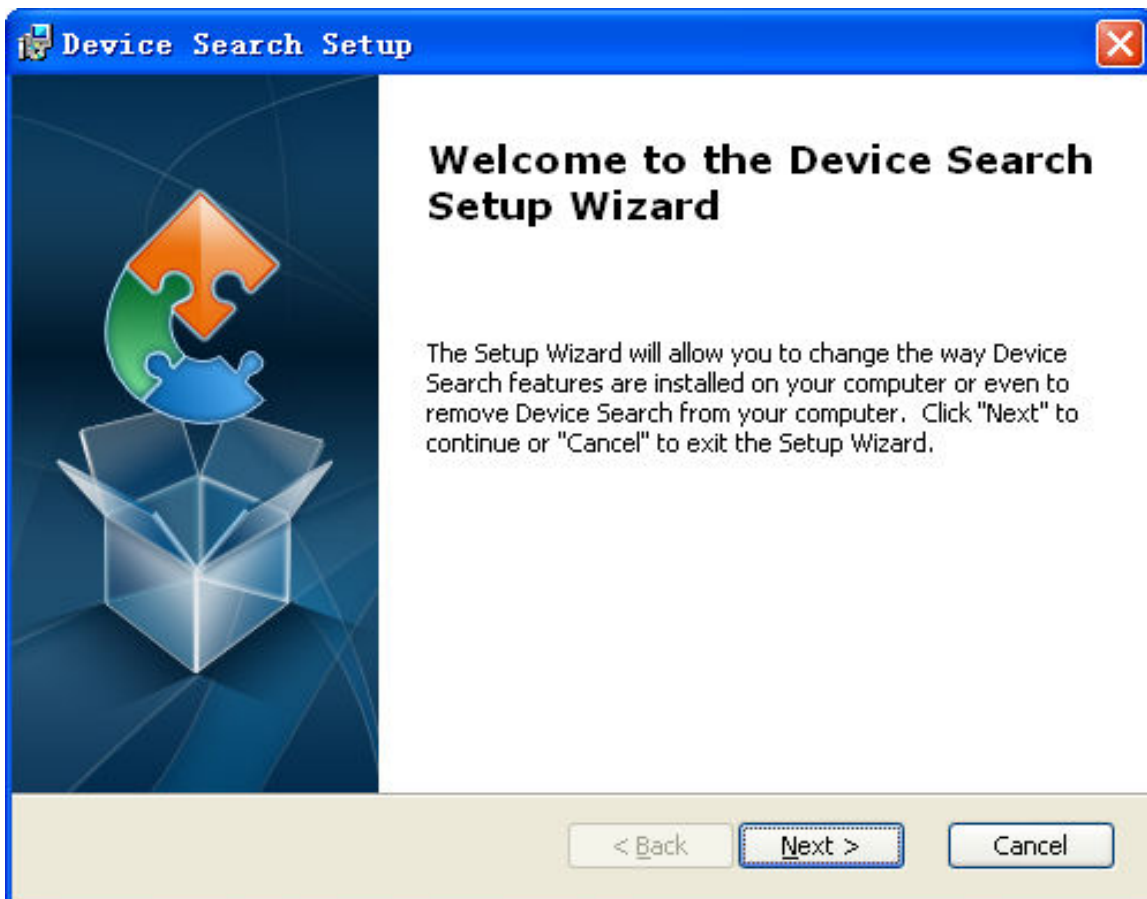 Device Search Setup
Welcome to the Device Search
Setup Wizard
The Setup Wizard will allow you to change the way Device
Search features are installed on your computer or even to
remove Device Search from your computer.  Click "Next" to
continue or "Cancel" to exit the Setup Wizard.
< Back
Next >
Cancel